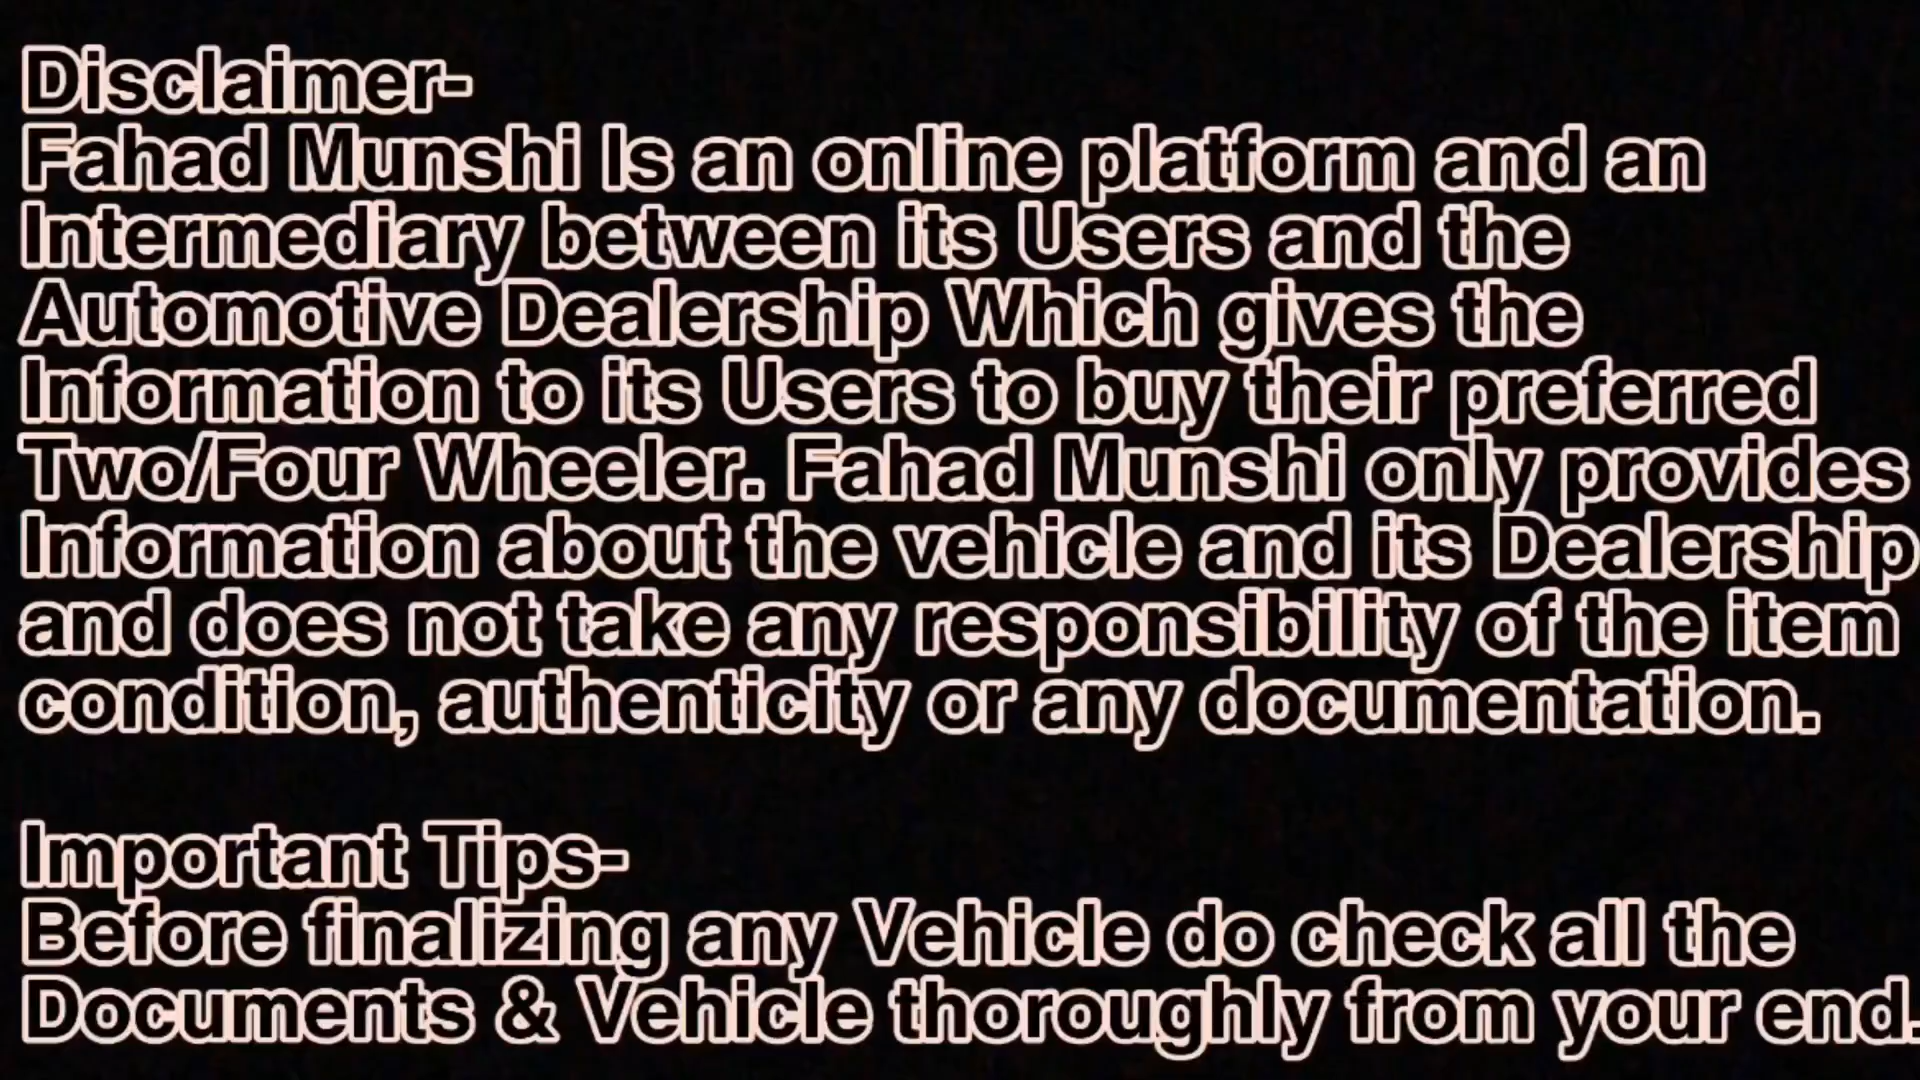 Disclaimer-
Fahad Munshi Is an online platform and an
Intermediary between its Users and the
Automotive Dealership Which gives the
Information to its Users to buy their preferred
Two/Four Wheeler. Fahad Munshi only provides
Information about the vehicle and its Dealership
and does not take any responsibility of the item
condition, authenticity or any documentation.
Important Tips-
Before finalizing any Vehicle do check all the
Documents & Vehicle thoroughly from your end.